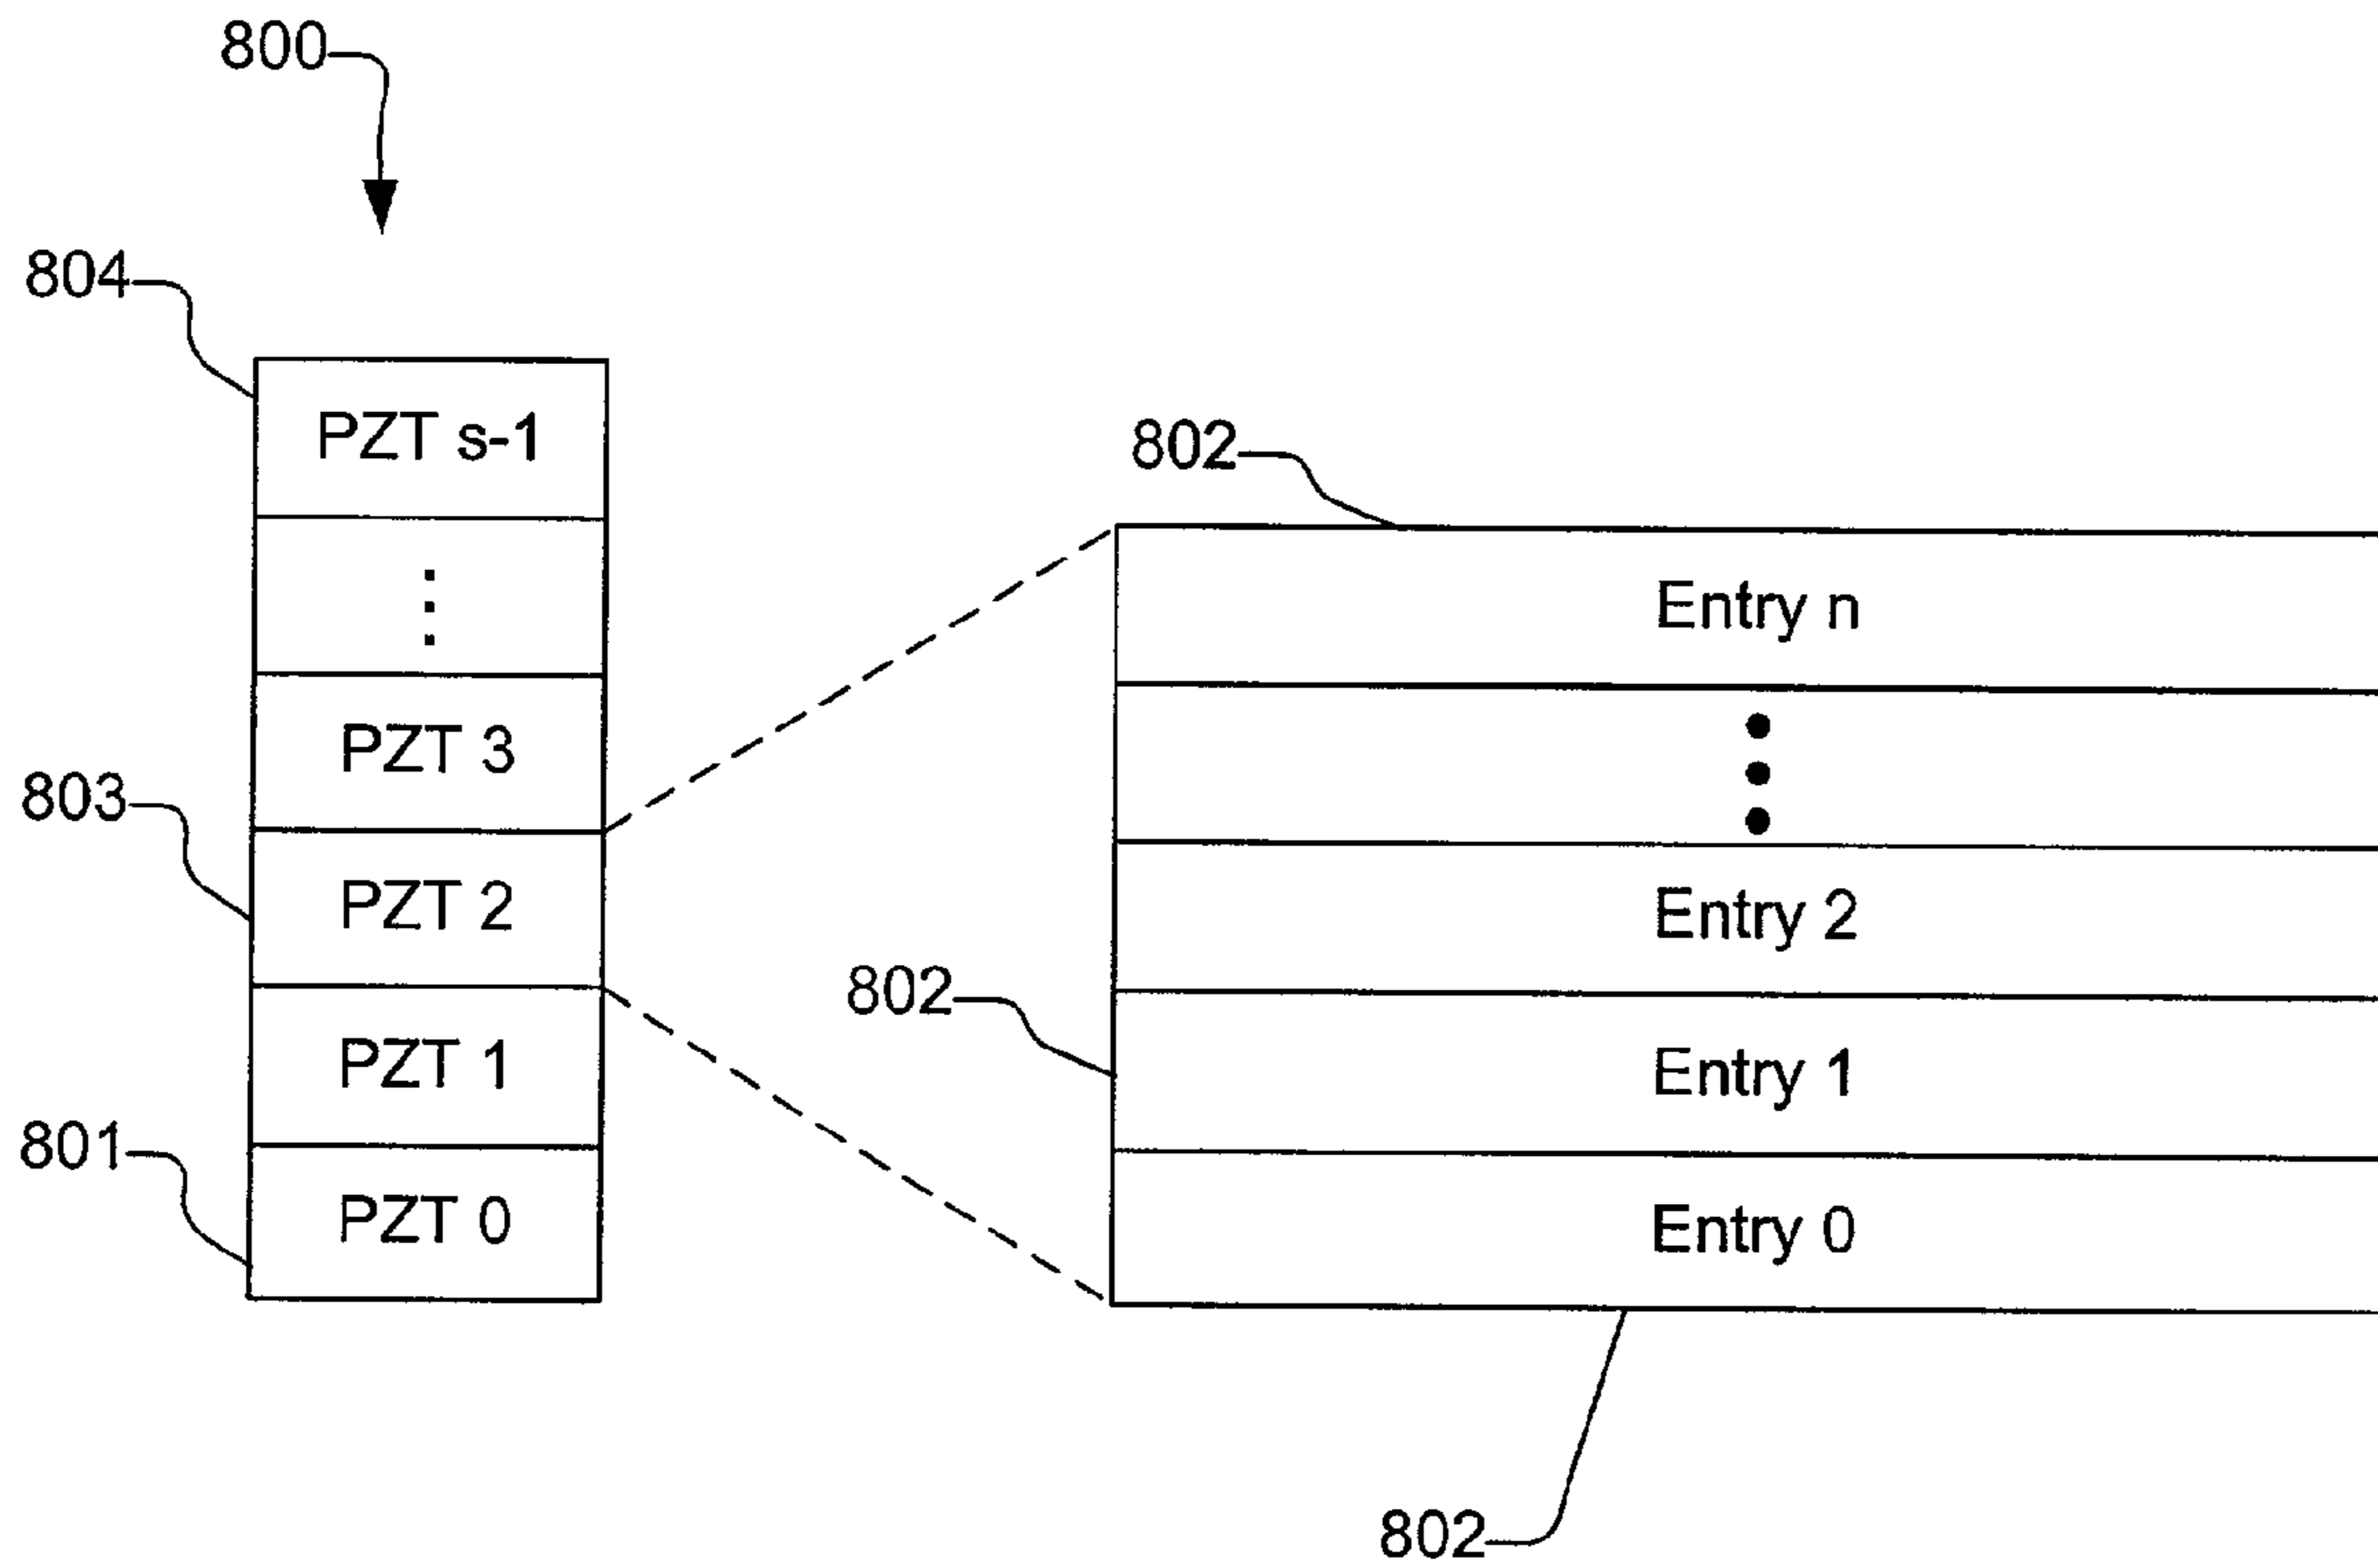 800
804
PZT s-1
⋮
PZT 3
803
PZT 2
PZT 1
801
PZT 0
802
Entry n
⋮
Entry 2
802
Entry 1
Entry 0
802